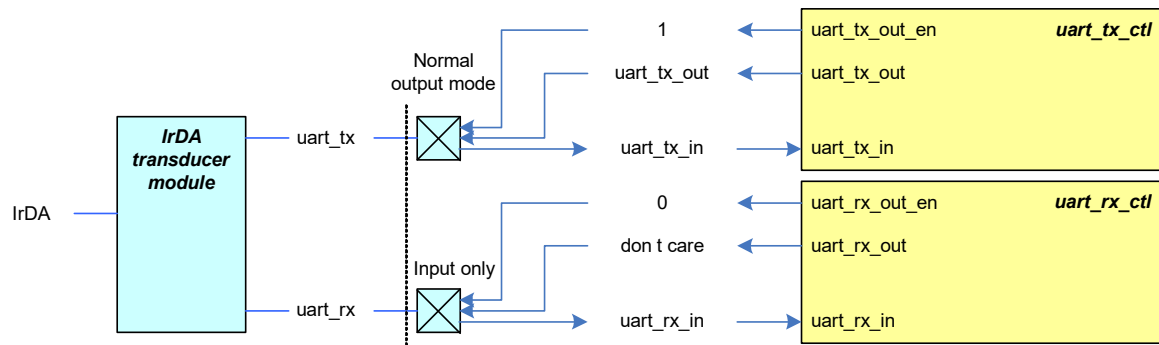 1
uart_tx_out_en
uart_tx_ctl
Normal
output mode
uart_tx_out
uart_tx_out
IrDA
transducer
module
uart_tx
uart_tx_in
uart_tx_in
IrDA
0
uart_rx_out_en
uart_rx_ctl
don t care
uart_rx_out
Input only
uart_rx
uart_rx_in
uart_rx_in